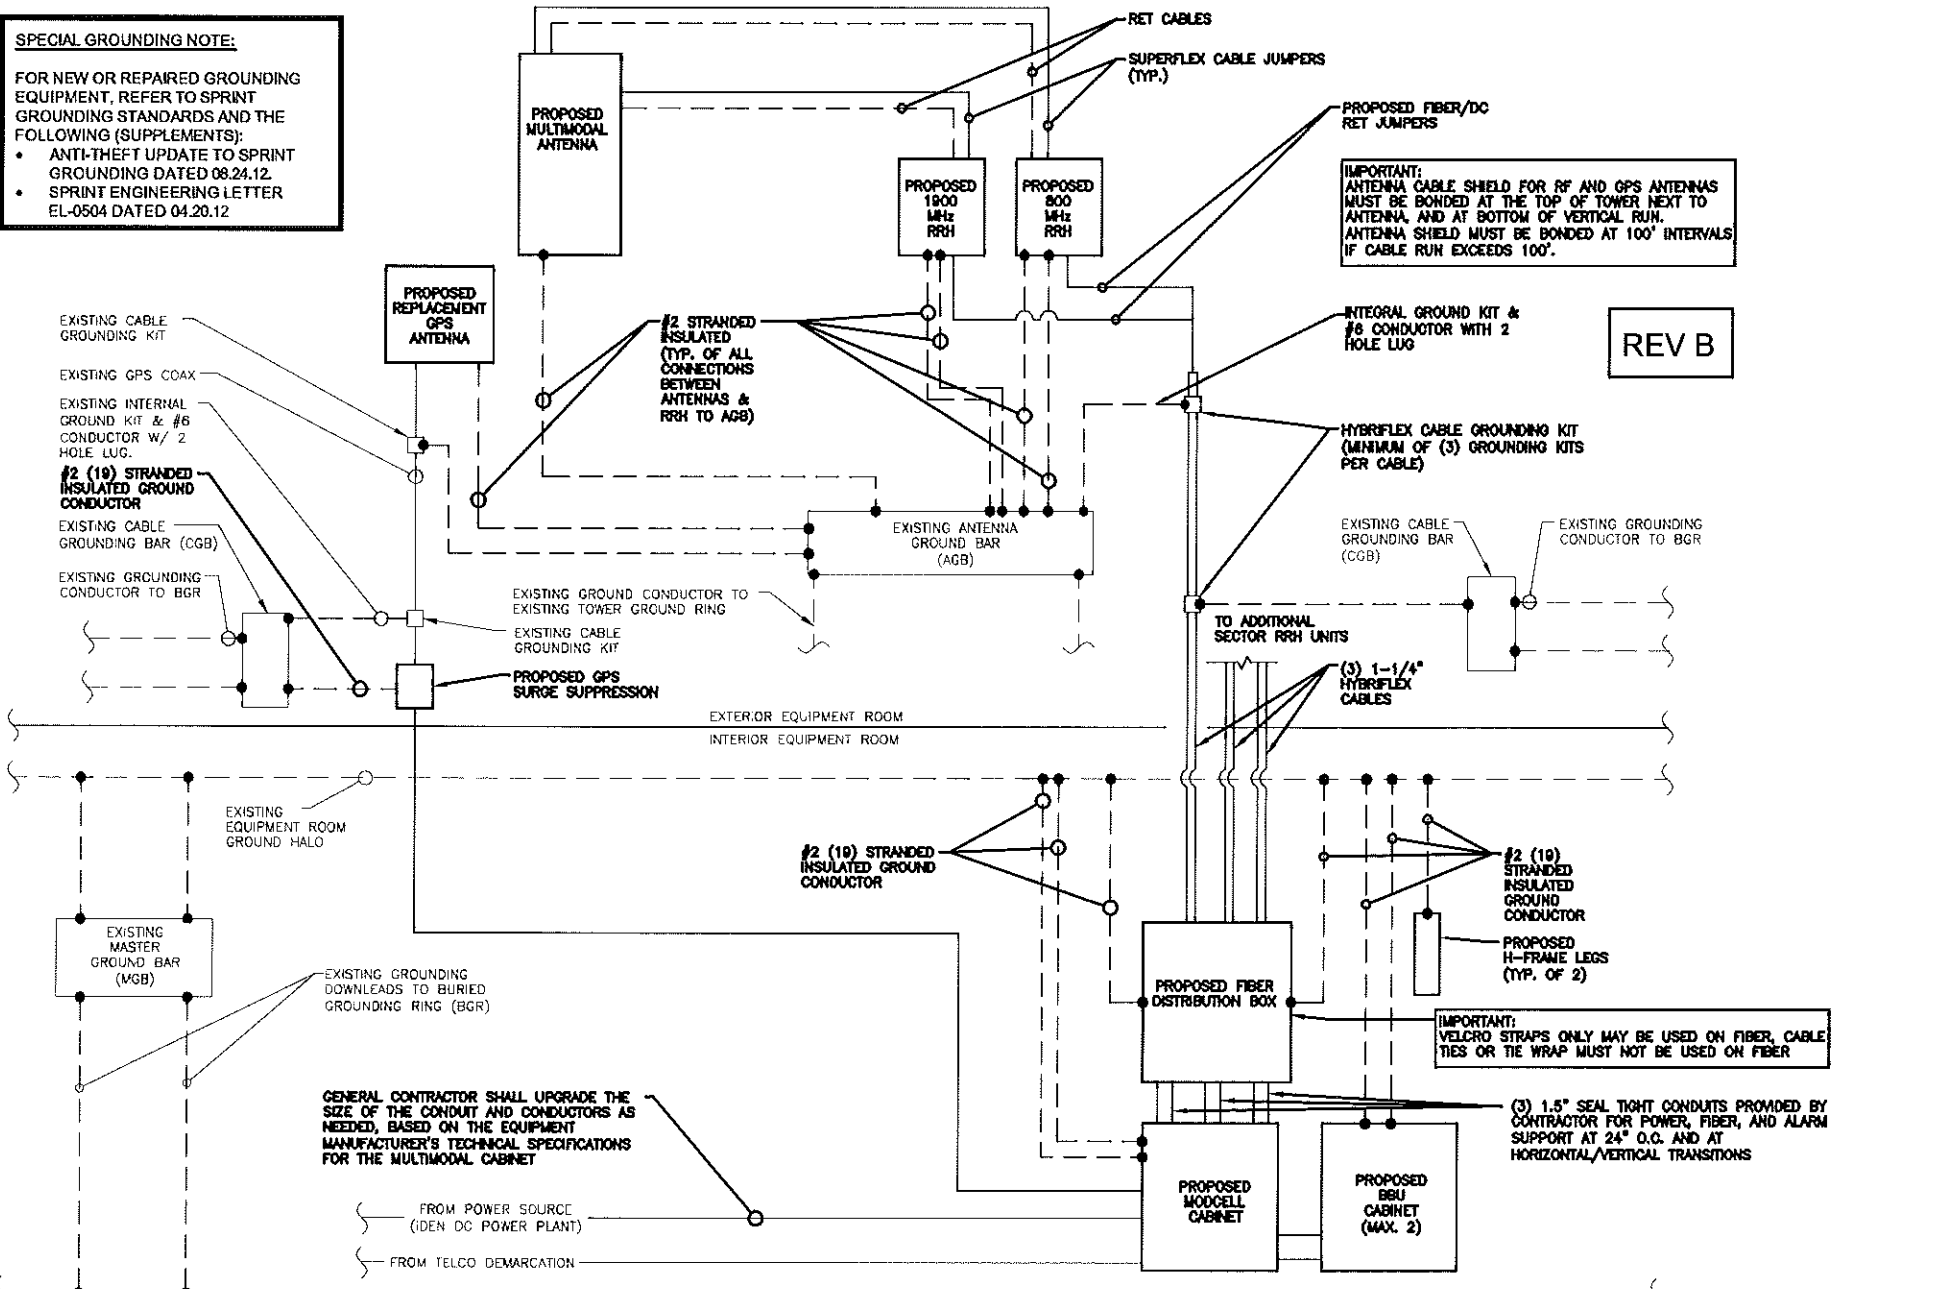 SPECIAL GROUNDING NOTE:
FOR NEW OR REPAIRED GROUNDING
EQUIPMENT, REFER TO SPRINT
GROUNDING STANDARDS AND THE
FOLLOWING (SUPPLEMENTS):
• ANTI-THEFT UPDATE TO SPRINT
GROUNDING DATED 08.24.12.
• SPRINT ENGINEERING LETTER
EL-0504 DATED 04.20.12
RET CABLES
SUPERFLEX CABLE JUMPERS
(TYP.)
PROPOSED
MULTIMODAL
ANTENNA
PROPOSED FIBER/DC
RET JUMPERS
PROPOSED
1900
MHz
RRH
PROPOSED
800
MHz
RRH
IMPORTANT:
ANTENNA CABLE SHIELD FOR RF AND GPS ANTENNAS
MUST BE BONDED AT THE TOP OF TOWER NEXT TO
ANTENNA, AND AT BOTTOM OF VERTICAL RUN.
ANTENNA SHIELD MUST BE BONDED AT 100' INTERVALS
IF CABLE RUN EXCEEDS 100'.
PROPOSED
REPLACEMENT
GPS
ANTENNA
EXISTING CABLE
GROUNDING KIT
#2 STRANDED
INSULATED
(TYP. OF ALL
CONNECTIONS
BETWEEN
ANTENNAS &
RRH TO AGB)
INTEGRAL GROUND KIT &
#6 CONDUCTOR WITH 2
HOLE LUG
REV B
EXISTING GPS COAX
EXISTING INTERNAL
GROUND KIT & #6
CONDUCTOR W/ 2
HOLE LUG.
#2 (19) STRANDED
INSULATED GROUND
CONDUCTOR
HYBRIFLEX CABLE GROUNDING KIT
(MINIMUM OF (3) GROUNDING KITS
PER CABLE)
EXISTING CABLE
GROUNDING BAR (CGB)
EXISTING GROUNDING
CONDUCTOR TO BGR
EXISTING ANTENNA
GROUND BAR
(AGB)
EXISTING CABLE
GROUNDING BAR
(CGB)
EXISTING GROUNDING
CONDUCTOR TO BGR
EXISTING GROUND CONDUCTOR TO
EXISTING TOWER GROUND RING
EXISTING CABLE
GROUNDING KIT
TO ADDITIONAL
SECTOR RRH UNITS
PROPOSED GPS
SURGE SUPPRESSION
(3) 1-1/4"
HYBRIFLEX
CABLES
EXTERIOR EQUIPMENT ROOM
INTERIOR EQUIPMENT ROOM
EXISTING
EQUIPMENT ROOM
GROUND HALO
#2 (19) STRANDED
INSULATED GROUND
CONDUCTOR
#2 (19)
STRANDED
INSULATED
GROUND
CONDUCTOR
EXISTING
MASTER
GROUND BAR
(MGB)
PROPOSED
H-FRAME LEGS
(TYP. OF 2)
EXISTING GROUNDING
DOWNLEADS TO BURIED
GROUNDING RING (BGR)
PROPOSED FIBER
DISTRIBUTION BOX
IMPORTANT:
VELCRO STRAPS ONLY MAY BE USED ON FIBER, CABLE
TIES OR TIE WRAP MUST NOT BE USED ON FIBER
GENERAL CONTRACTOR SHALL UPGRADE THE
SIZE OF THE CONDUIT AND CONDUCTORS AS
NEEDED, BASED ON THE EQUIPMENT
MANUFACTURER'S TECHNICAL SPECIFICATIONS
FOR THE MULTIMODAL CABINET
(3) 1.5" SEAL TIGHT CONDUITS PROVIDED BY
CONTRACTOR FOR POWER, FIBER, AND ALARM
SUPPORT AT 24" O.C. AND AT
HORIZONTAL/VERTICAL TRANSITIONS
PROPOSED
MODCELL
CABINET
PROPOSED
BBU
CABINET
(MAX. 2)
FROM POWER SOURCE
(iDEN DC POWER PLANT)
FROM TELCO DEMARCATION